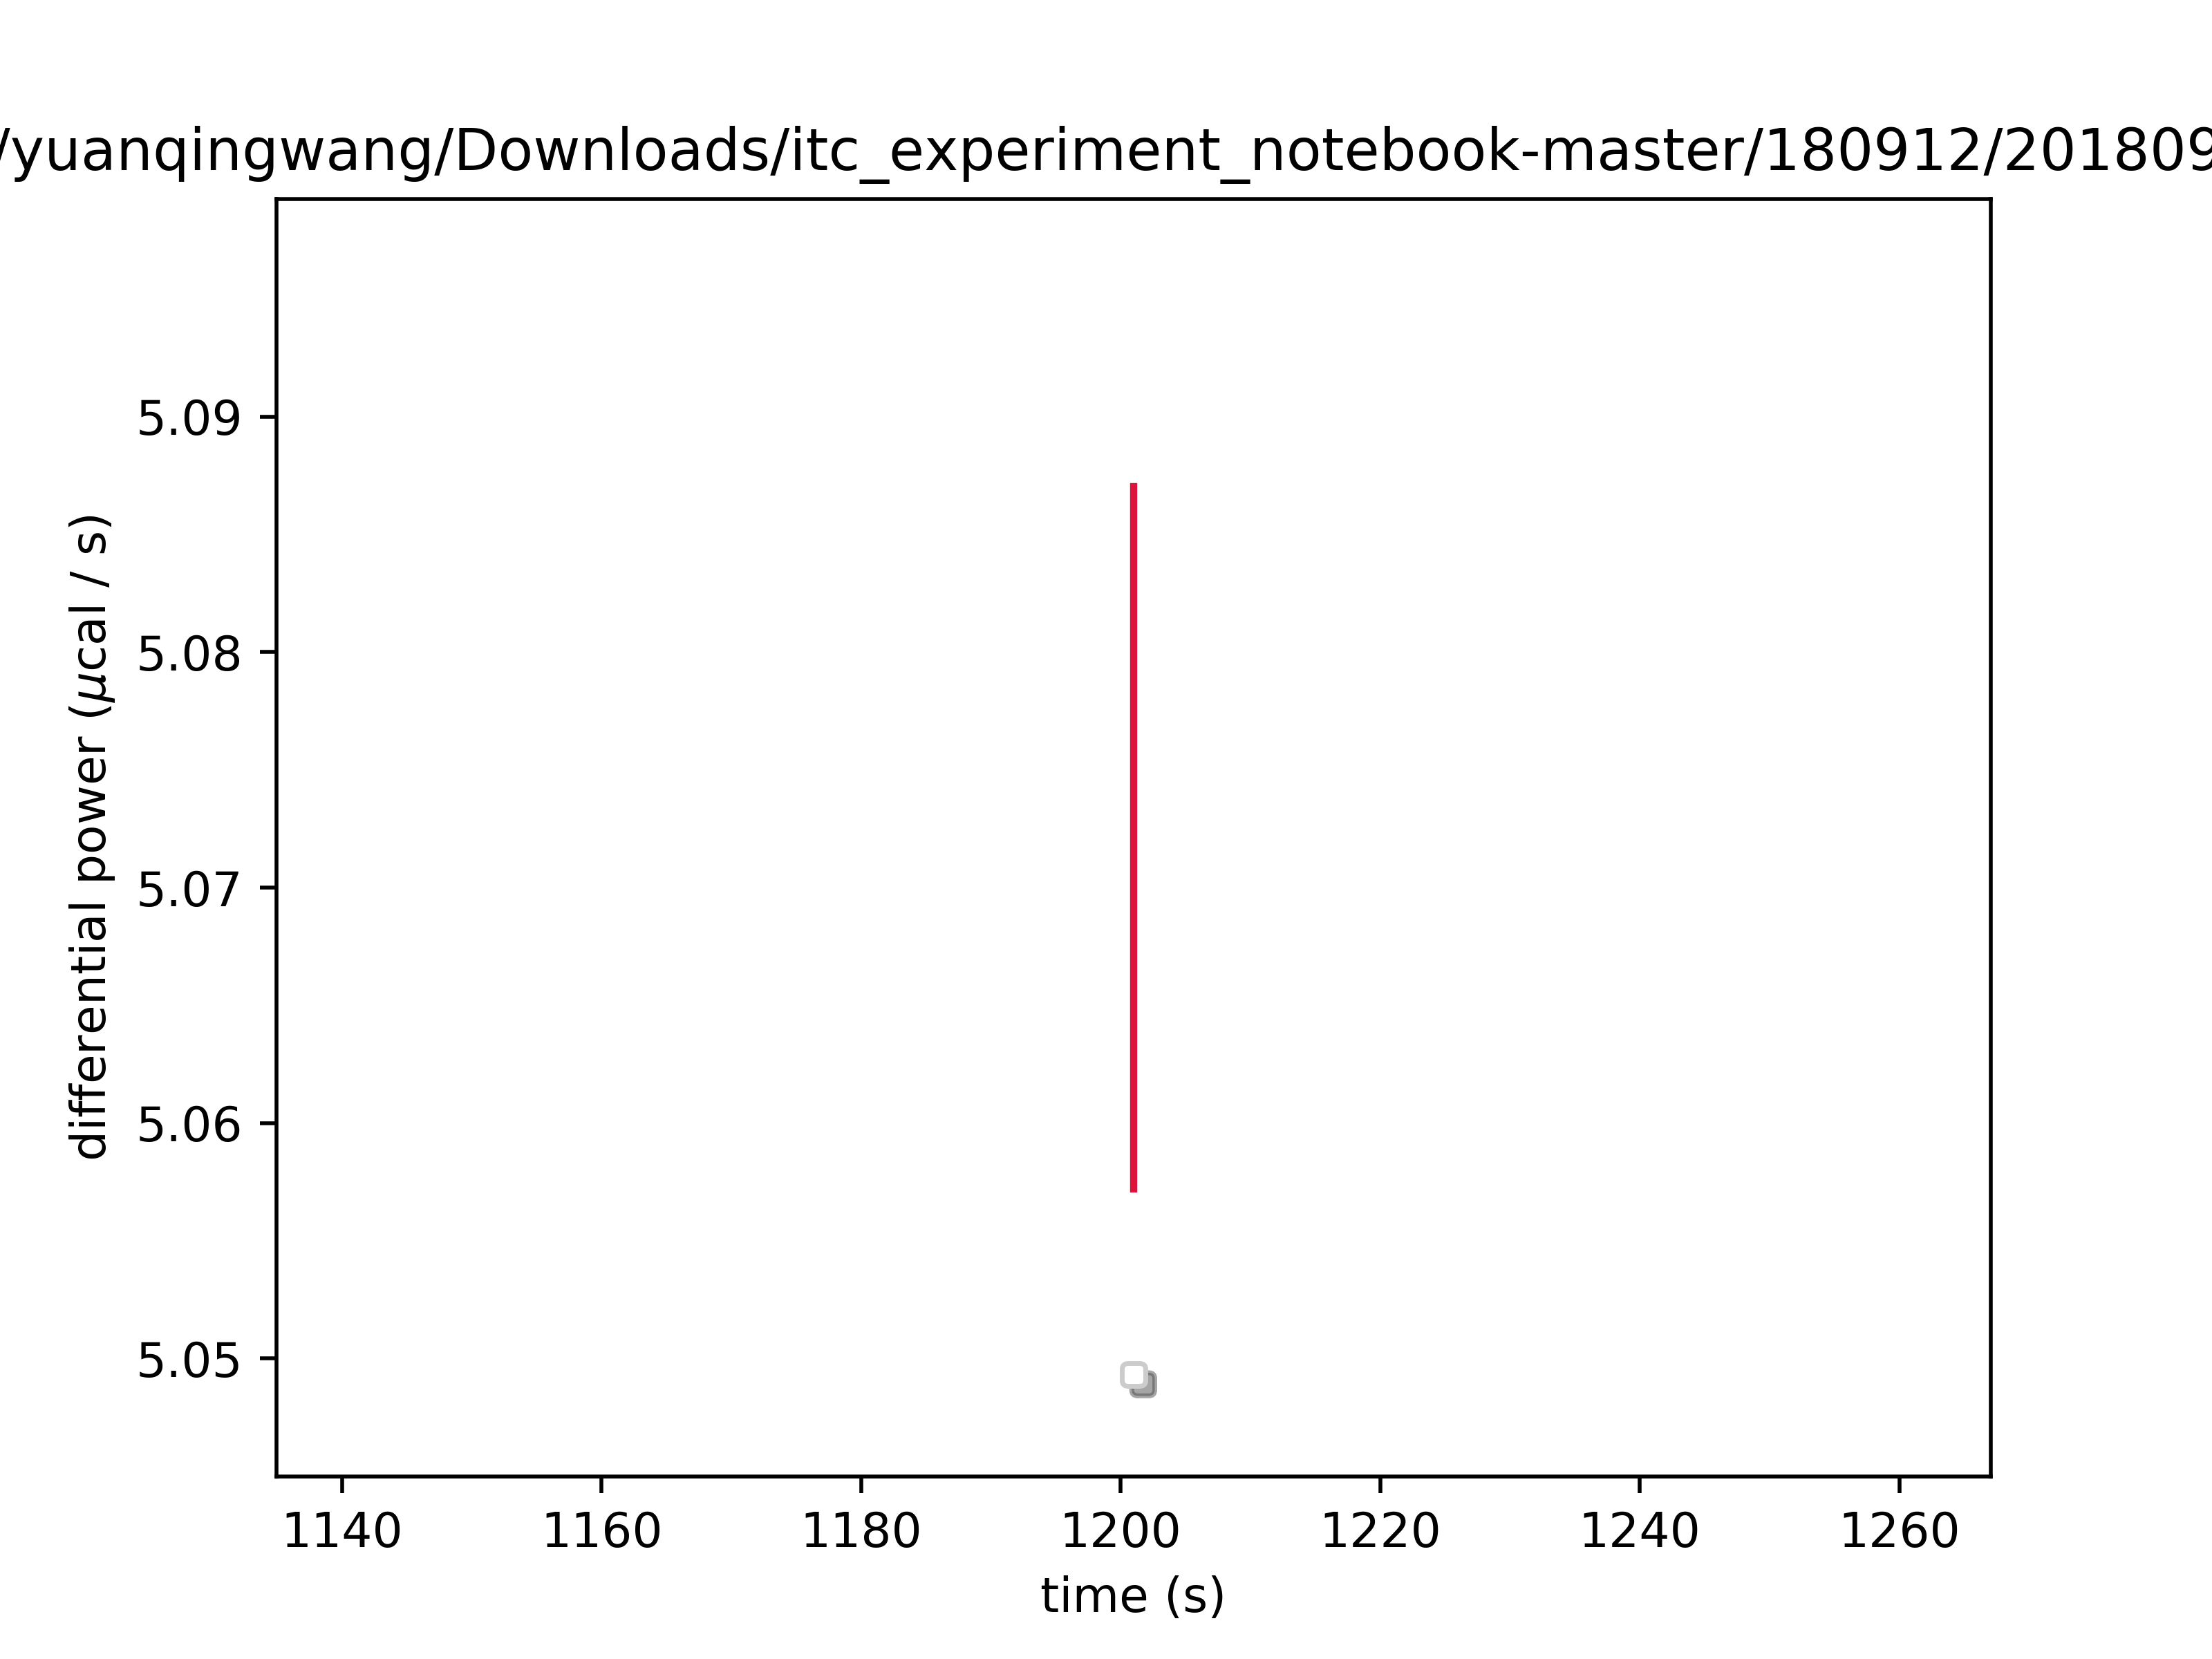 /yuanqingwang/Downloads/itc_experiment_notebook-master/180912/201809
differential power (μcal / s)
5.09
5.08
5.07
5.06
5.05
1140 1160 1180 1200 1220 1240 1260
time (s)